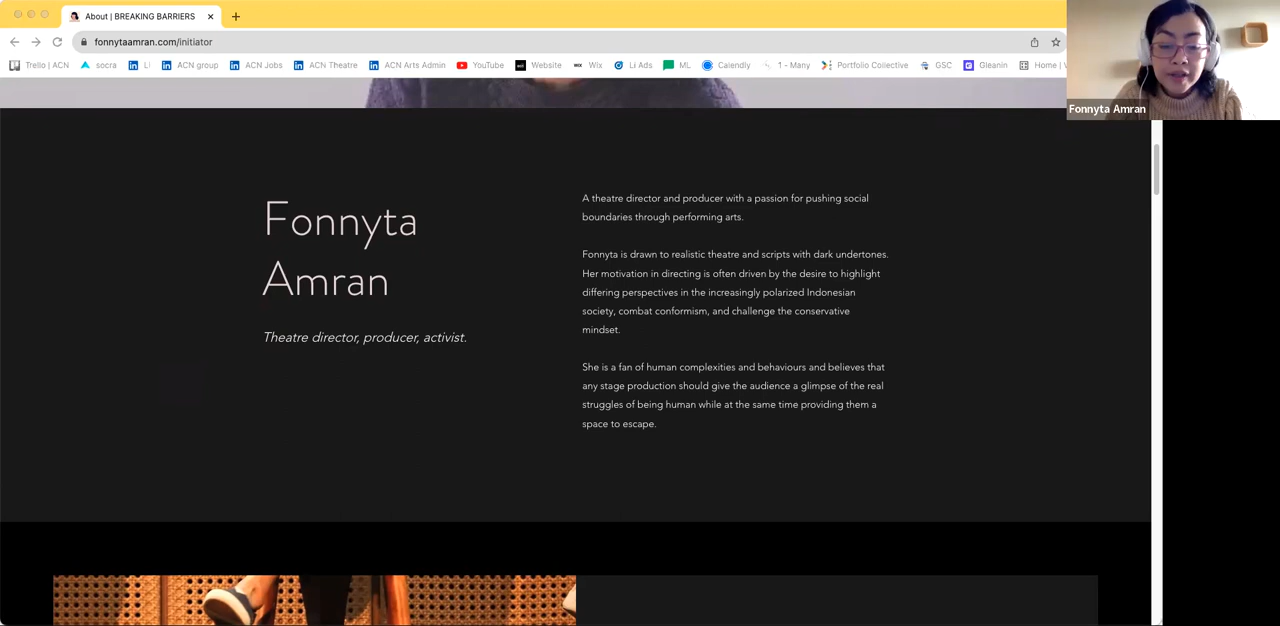 About | BREAKING BARRIERS
fonnytaamran.com/initiator
Trello | ACN
socra
Li
ACN group
ACN Jobs
ACN Theatre
ACN Arts Admin
YouTube
Website
Wix
Li Ads
ML
Calendly
1 - Many
Portfolio Collective
GSC
Gleanin
Home |
Fonnyta Amran
Fonnyta
Amran
Theatre director, producer, activist.
A theatre director and producer with a passion for pushing social
boundaries through performing arts.
Fonnyta is drawn to realistic theatre and scripts with dark undertones.
Her motivation in directing is often driven by the desire to highlight
differing perspectives in the increasingly polarized Indonesian
society, combat conformism, and challenge the conservative
mindset.
She is a fan of human complexities and behaviours and believes that
any stage production should give the audience a glimpse of the real
struggles of being human while at the same time providing them a
space to escape.